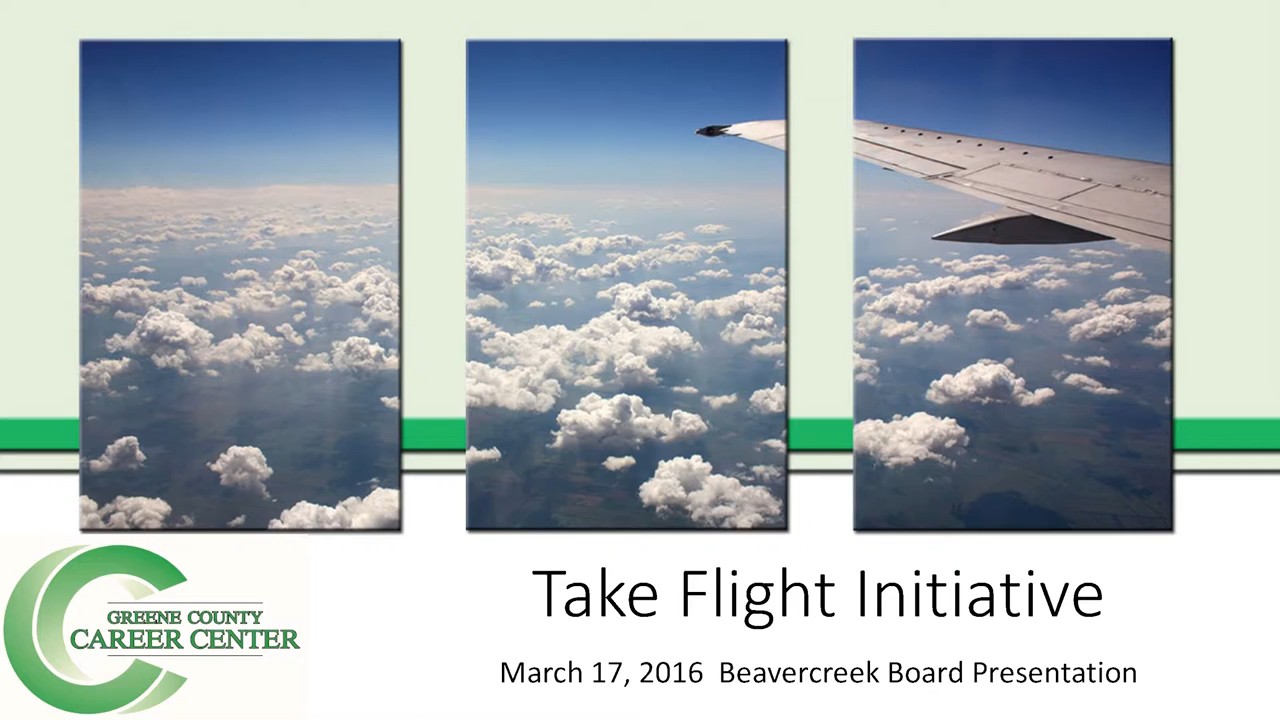 GREENE COUNTY
CAREER CENTER
Take Flight Initiative
March 17, 2016  Beavercreek Board Presentation